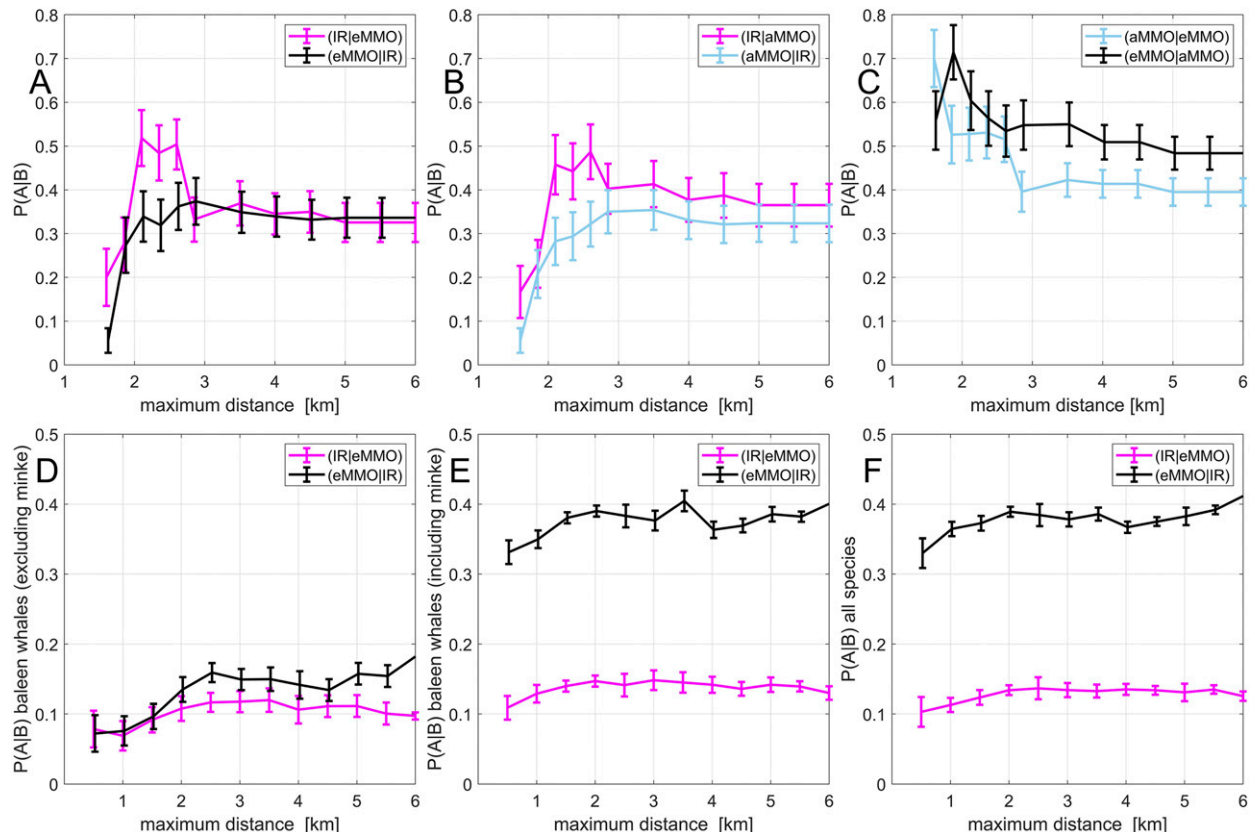 A
(IR|eMMO)
(eMMO|IR)
P(A|B)
0.8
0.7
0.6
0.5
0.4
0.3
0.2
0.1
0
1 2 3 4 5 6
maximum distance [km]
B
(IR|aMMO)
(aMMO|IR)
P(A|B)
0.8
0.7
0.6
0.5
0.4
0.3
0.2
0.1
0
1 2 3 4 5 6
maximum distance [km]
C
(aMMO|eMMO)
(eMMO|aMMO)
P(A|B)
0.8
0.7
0.6
0.5
0.4
0.3
0.2
0.1
0
1 2 3 4 5 6
maximum distance [km]
D
(IR|eMMO)
(eMMO|IR)
P(A|B) baleen whales (excluding minke)
0.5
0.4
0.3
0.2
0.1
0
1 2 3 4 5 6
maximum distance [km]
E
(IR|eMMO)
(eMMO|IR)
P(A|B) baleen whales (including minke)
0.5
0.4
0.3
0.2
0.1
0
1 2 3 4 5 6
maximum distance [km]
F
(IR|eMMO)
(eMMO|IR)
P(A|B) all species
0.5
0.4
0.3
0.2
0.1
0
1 2 3 4 5 6
maximum distance [km]